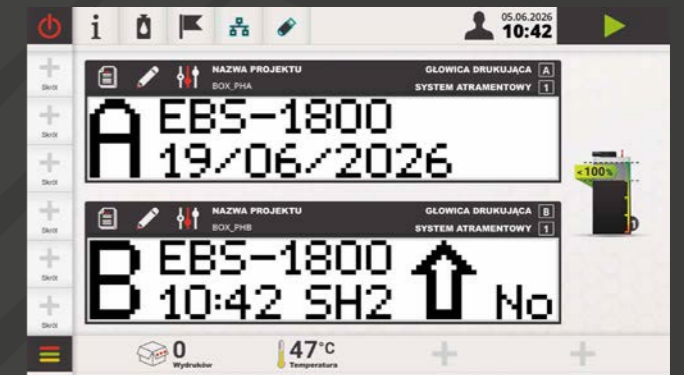 05.06.2026
10:42
Skrót
Skrót
Skrót
Skrót
Skrót
Skrót
NAZWA PROJEKTU
BOX_PHA
GŁOWICA DRUKUJĄCA A
SYSTEM ATRAMENTOWY 1
A EBS-1800
19/06/2026
NAZWA PROJEKTU
BOX_PHB
GŁOWICA DRUKUJĄCA B
SYSTEM ATRAMENTOWY 1
B EBS-1800
10:42 SH2 No
<100%
1
0
Wydruków
47°C
Temperatura